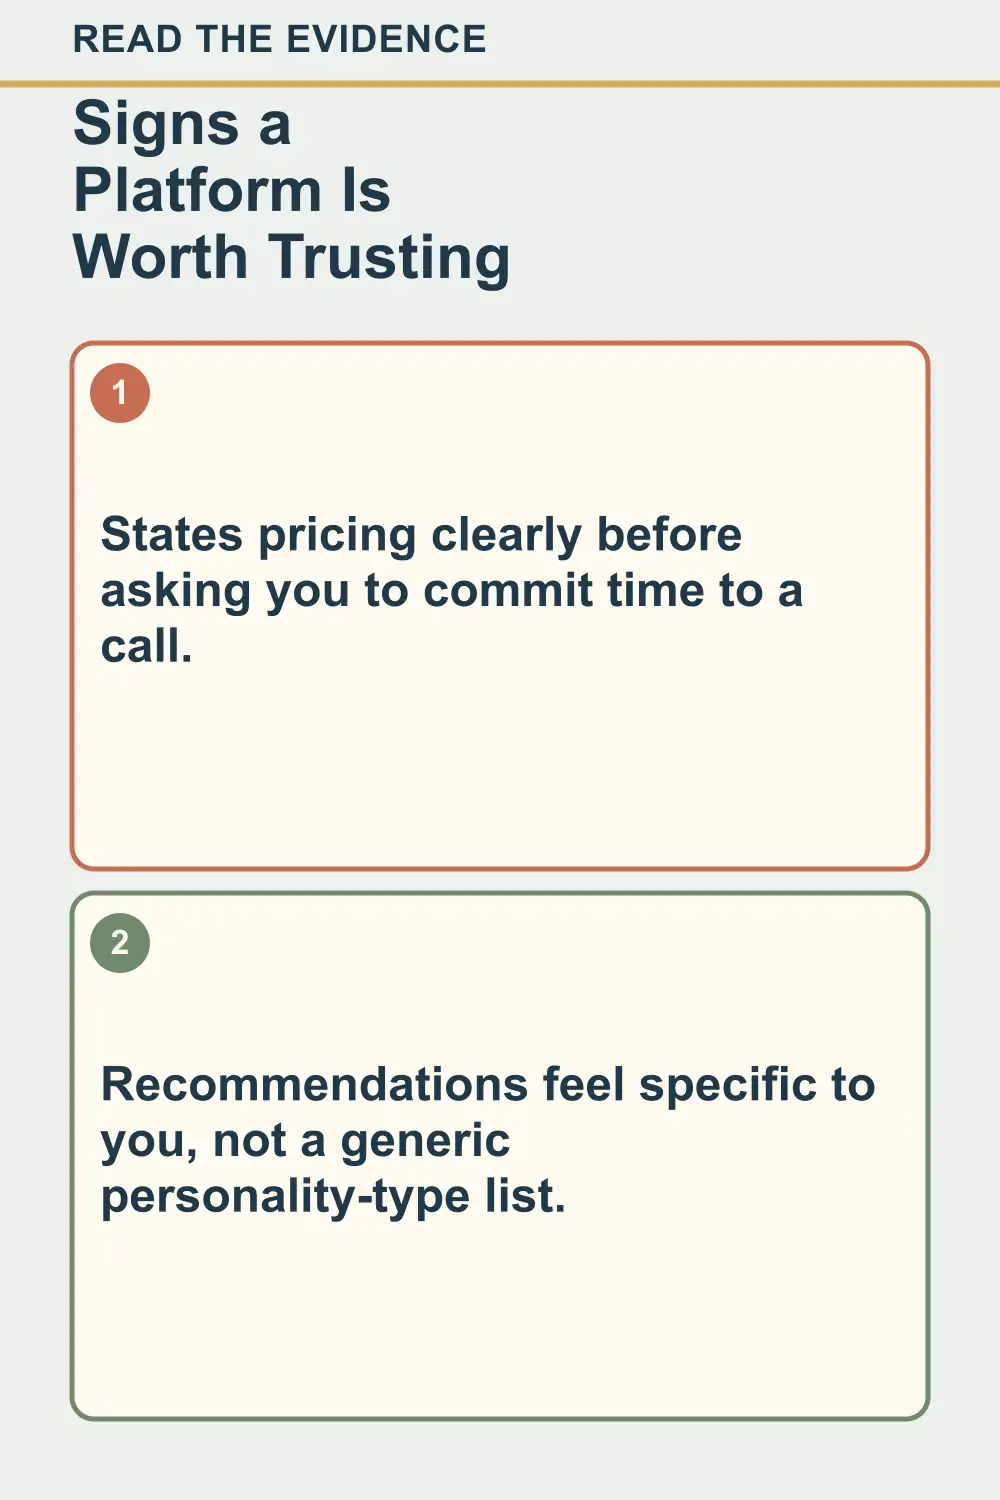 READ THE EVIDENCE
Signs a
Platform Is
Worth Trusting
1
States pricing clearly before
asking you to commit time to a
call.
2
Recommendations feel specific to
you, not a generic
personality-type list.